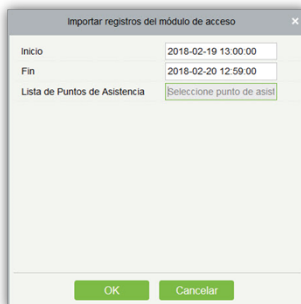 Importar registros del módulo de acceso ×
Inicio 2018-02-19 13:00:00
Fin 2018-02-20 12:59:00
Lista de Puntos de Asistencia Seleccione punto de asist
OK Cancelar